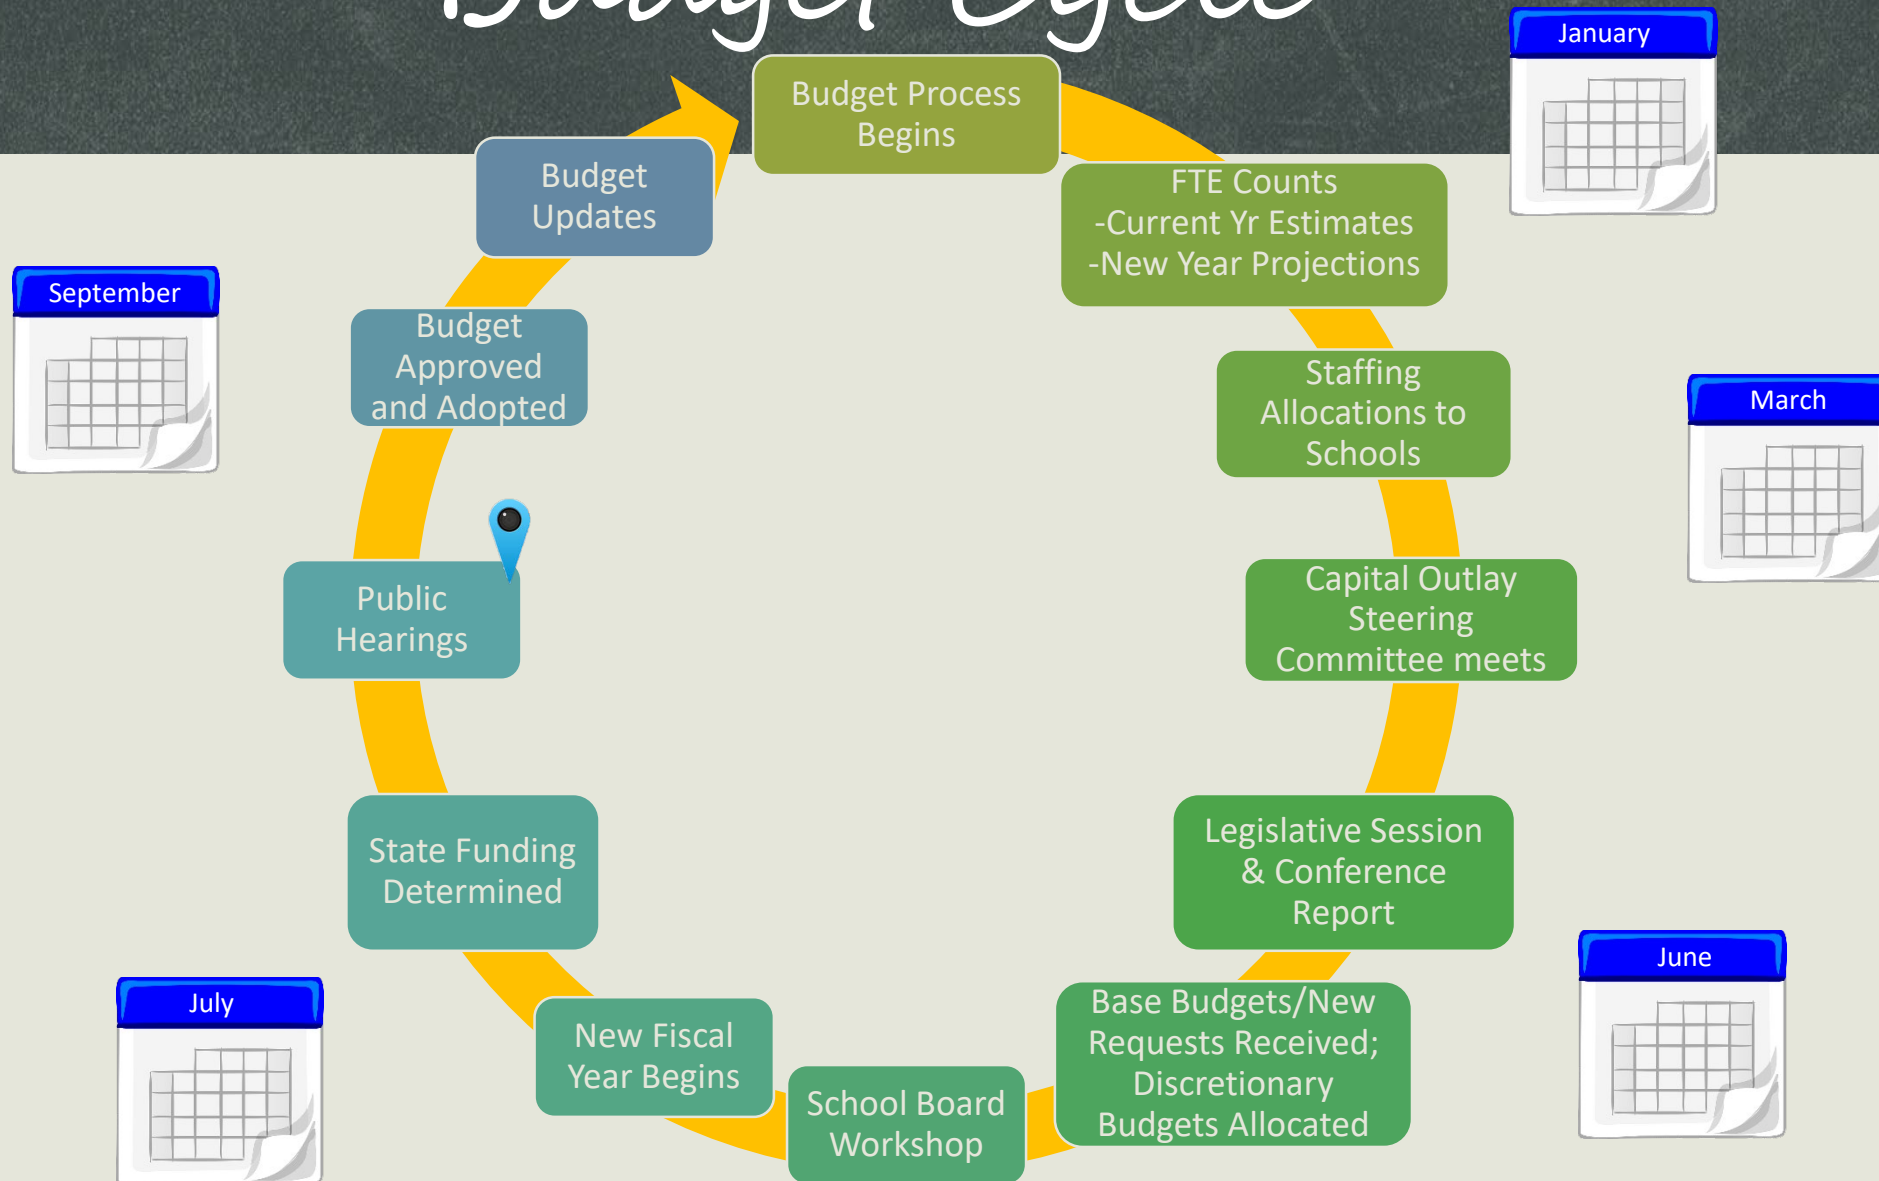 Budget Cycle
January
Budget Process
Begins
FTE Counts
-Current Yr Estimates
-New Year Projections
Staffing
Allocations to
Schools
March
Capital Outlay
Steering
Committee meets
Legislative Session
& Conference
Report
June
Base Budgets/New
Requests Received;
Discretionary
Budgets Allocated
School Board
Workshop
New Fiscal
Year Begins
July
State Funding
Determined
Public
Hearings
Budget
Approved
and Adopted
September
Budget
Updates